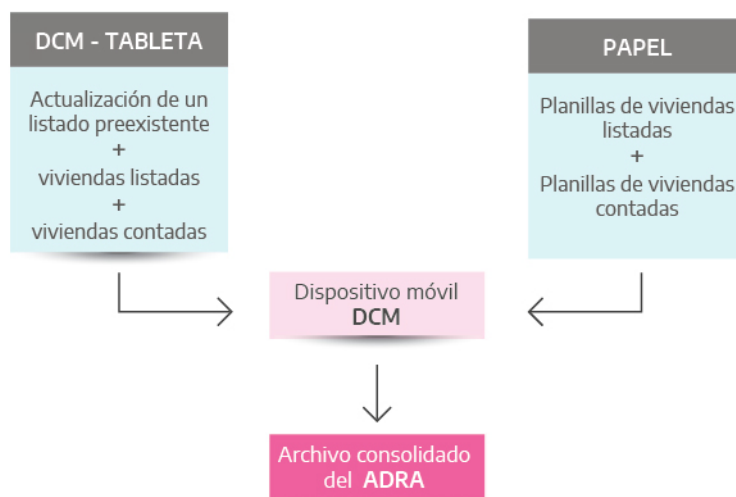 DCM - TABLETA
Actualización de un
listado preexistente
+
viviendas listadas
+
viviendas contadas
PAPEL
Planillas de viviendas
listadas
+
Planillas de viviendas
contadas
Dispositivo móvil
DCM
Archivo consolidado
del ADRA